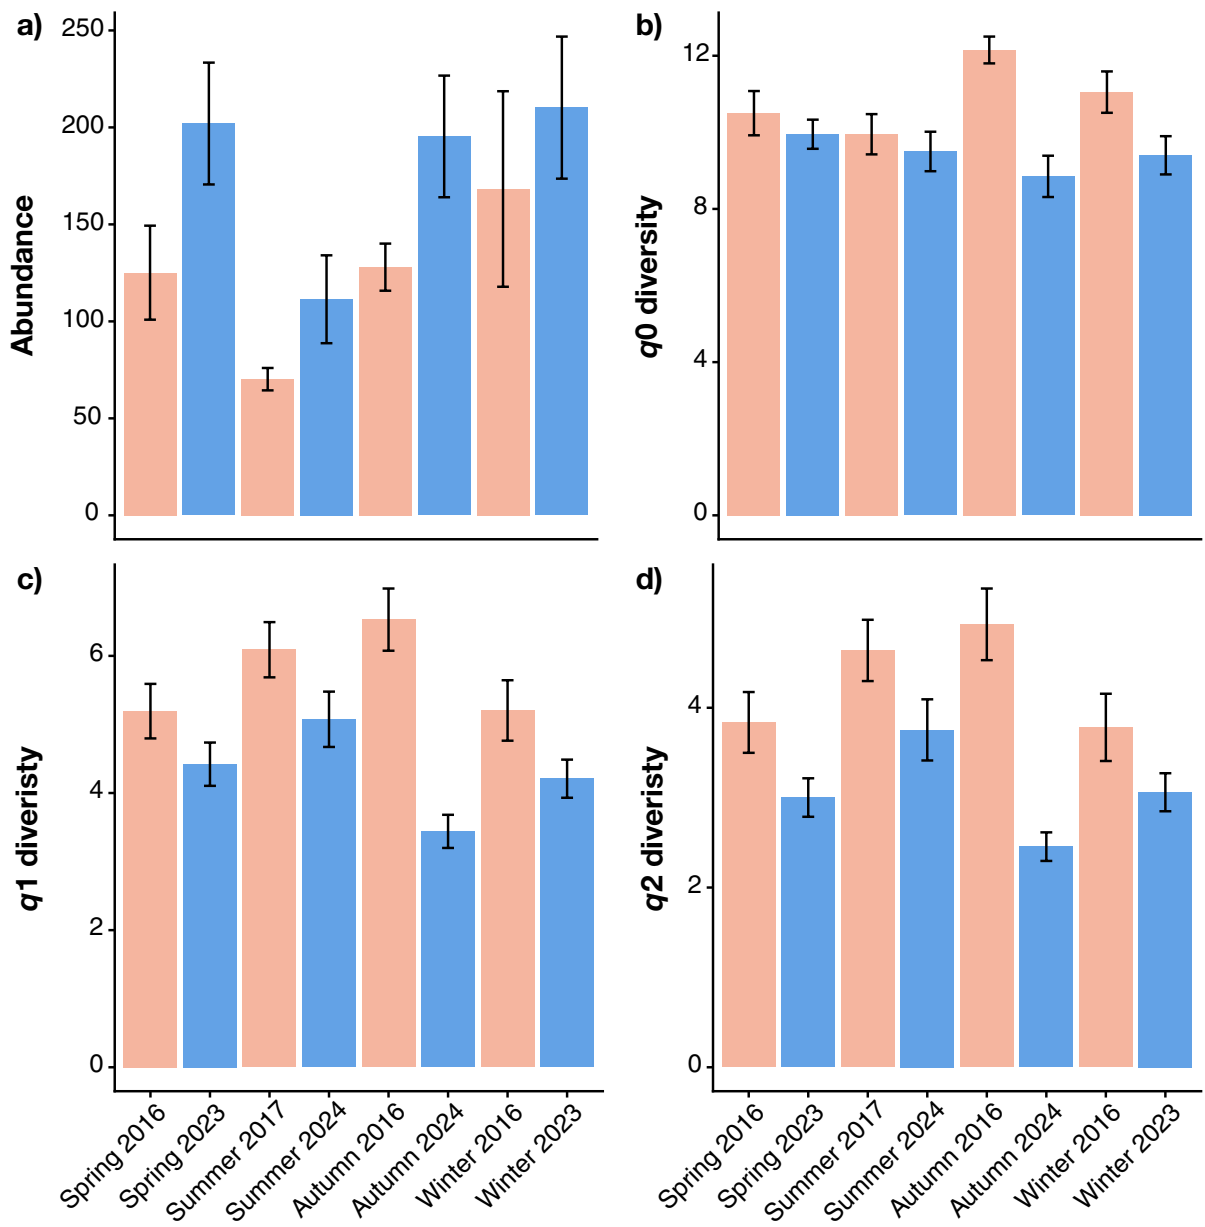 a)
250
200
150
100
50
0
Abundance
b)
12
8
4
0
q0 diversity
c)
6
4
2
0
q1 diveristy
Spring 2016
Spring 2023
Summer 2017
Summer 2024
Autumn 2016
Autumn 2024
Winter 2016
Winter 2023
d)
4
2
0
q2 diveristy
Spring 2016
Spring 2023
Summer 2017
Summer 2024
Autumn 2016
Autumn 2024
Winter 2016
Winter 2023